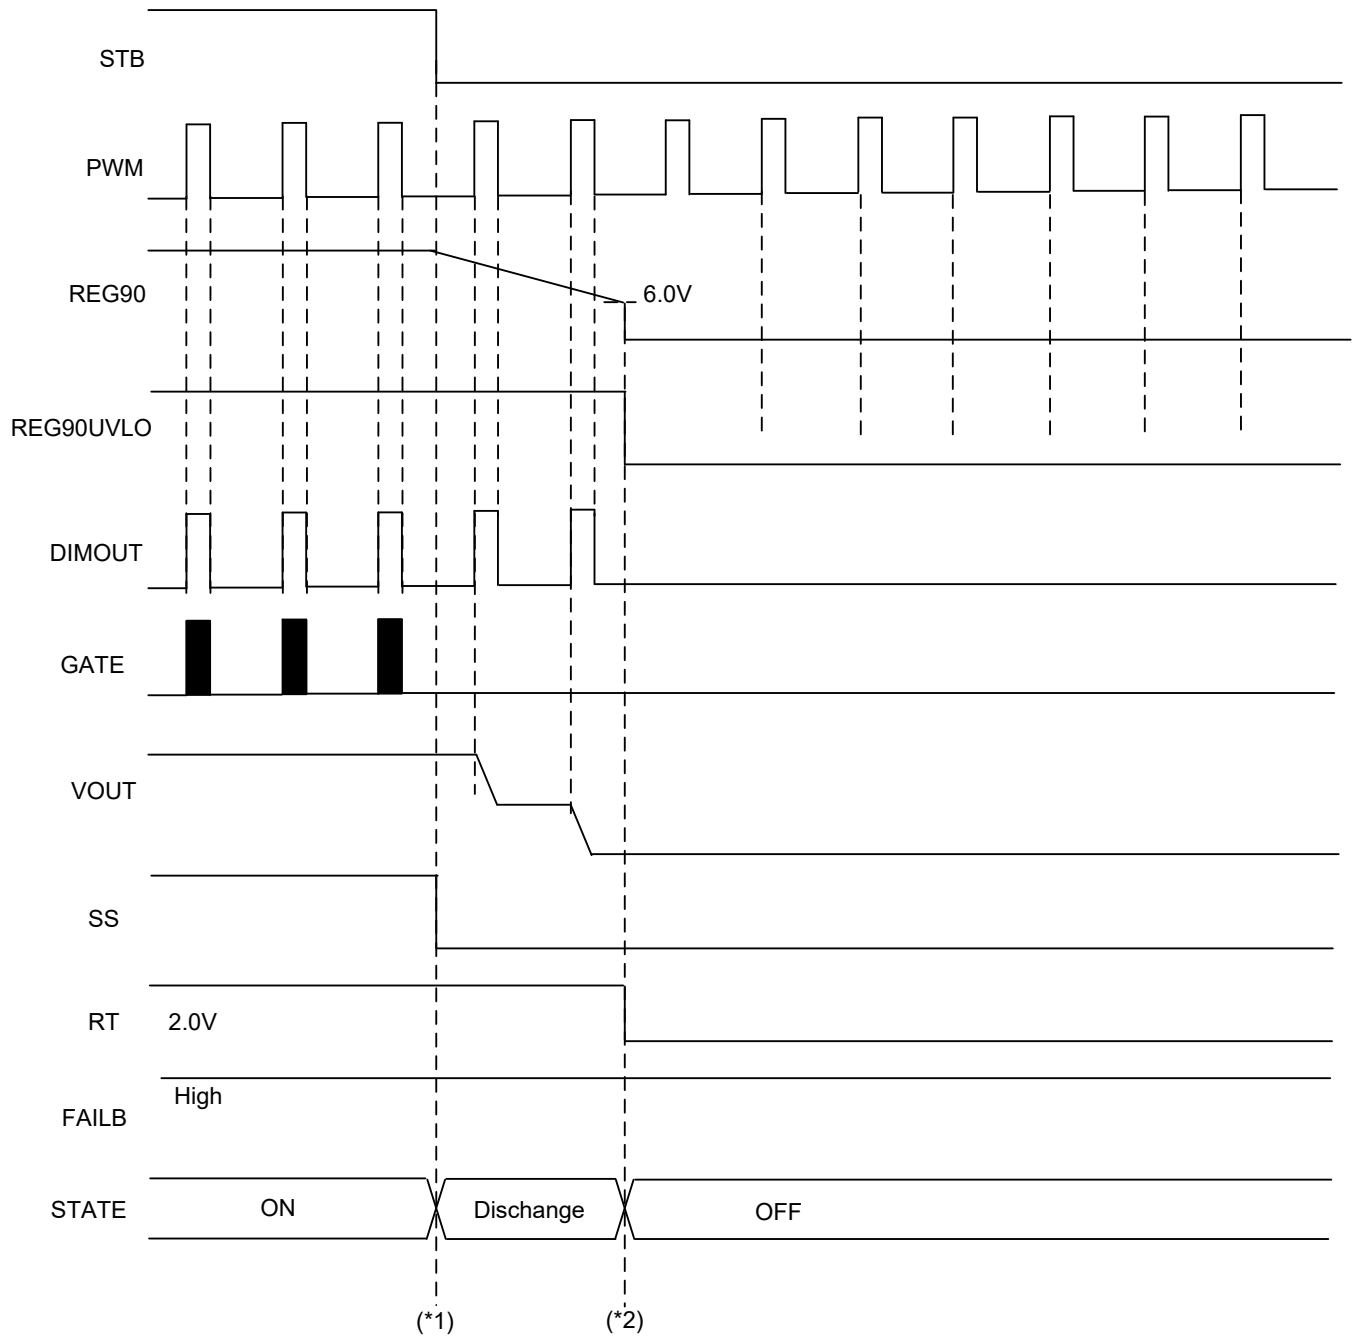 STB
PWM
REG90
6.0V
REG90UVLO
DIMOUT
GATE
VOUT
SS
RT 2.0V
High
FAILB
STATE ON Dischange OFF
(*1) (*2)